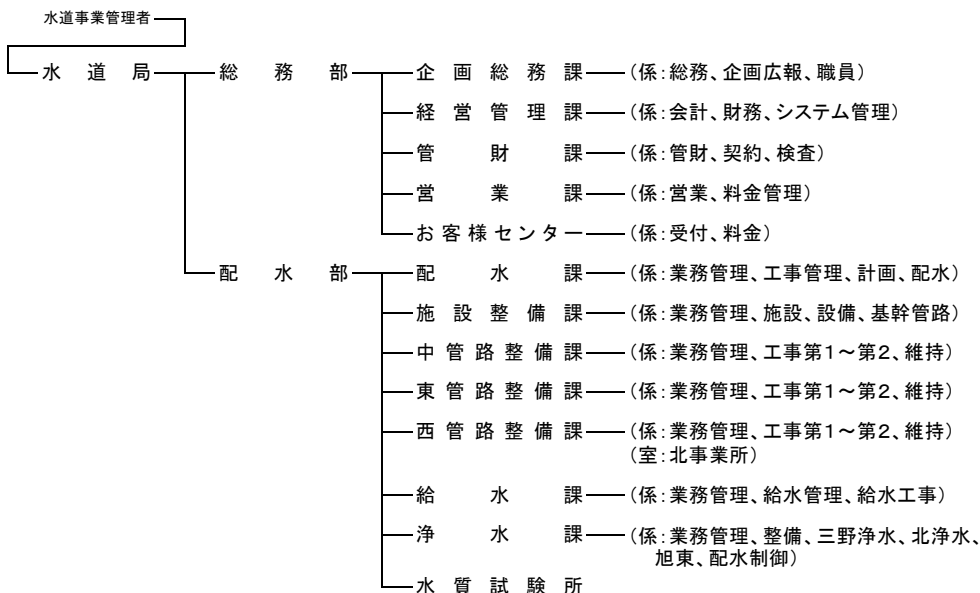 水道事業管理者
水道局 総務部 企画総務課 (係:総務、企画広報、職員)
経営管理課 (係:会計、財務、システム管理)
管財課 (係:管財、契約、検査)
営業課 (係:営業、料金管理)
お客様センター (係:受付、料金)
配水部 配水課 (係:業務管理、工事管理、計画、配水)
施設整備課 (係:業務管理、施設、設備、基幹管路)
中管路整備課 (係:業務管理、工事第1~第2、維持)
東管路整備課 (係:業務管理、工事第1~第2、維持)
西管路整備課 (係:業務管理、工事第1~第2、維持)
(室:北事業所)
給水課 (係:業務管理、給水管理、給水工事)
浄水課 (係:業務管理、整備、三野浄水、北浄水、
旭東、配水制御)
水質試験所